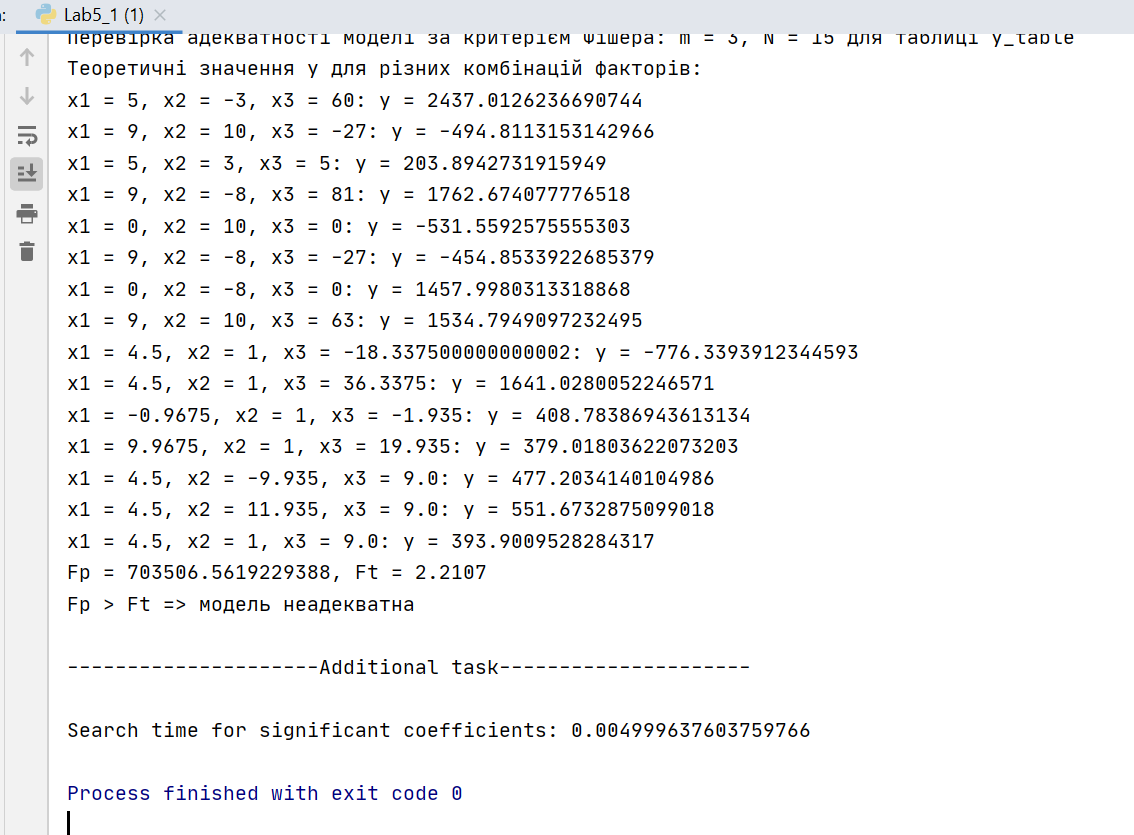 Lab5_1 (1)
Перевірка адекватності моделі за критерієм Фішера: m = 3, N = 15 для таблиці y_table
Теоретичні значення y для різних комбінацій факторів:
x1 = 5, x2 = -3, x3 = 60: y = 2437.0126236690744
x1 = 9, x2 = 10, x3 = -27: y = -494.8113153142966
x1 = 5, x2 = 3, x3 = 5: y = 203.8942731915949
x1 = 9, x2 = -8, x3 = 81: y = 1762.674077776518
x1 = 0, x2 = 10, x3 = 0: y = -531.5592575555303
x1 = 9, x2 = -8, x3 = -27: y = -454.8533922685379
x1 = 0, x2 = -8, x3 = 0: y = 1457.9980313318868
x1 = 9, x2 = 10, x3 = 63: y = 1534.7949097232495
x1 = 4.5, x2 = 1, x3 = -18.337500000000002: y = -776.3393912344593
x1 = 4.5, x2 = 1, x3 = 36.3375: y = 1641.0280052246571
x1 = -0.9675, x2 = 1, x3 = -1.935: y = 408.78386943613134
x1 = 9.9675, x2 = 1, x3 = 19.935: y = 379.01803622073203
x1 = 4.5, x2 = -9.935, x3 = 9.0: y = 477.2034140104986
x1 = 4.5, x2 = 11.935, x3 = 9.0: y = 551.6732875099018
x1 = 4.5, x2 = 1, x3 = 9.0: y = 393.9009528284317
Fp = 703506.5619229388, Ft = 2.2107
Fp > Ft => модель неадекватна
---------------------Additional task---------------------
Search time for significant coefficients: 0.004999637603759766
Process finished with exit code 0